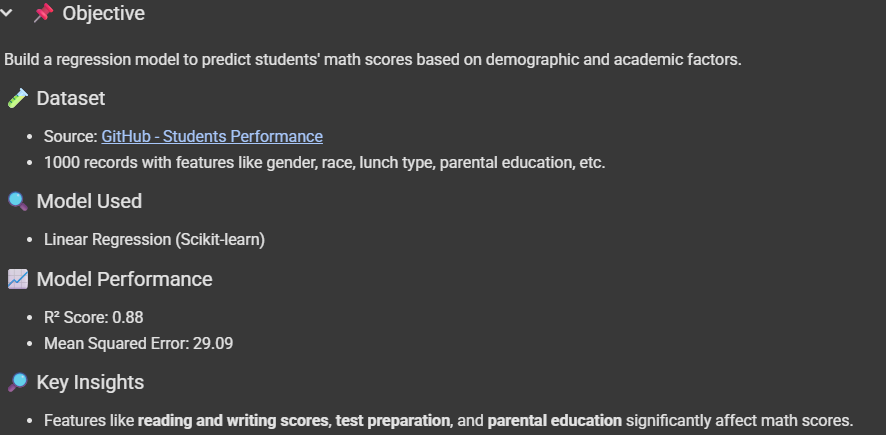 Objective
Build a regression model to predict students' math scores based on demographic and academic factors.
Dataset
• Source: GitHub - Students Performance
• 1000 records with features like gender, race, lunch type, parental education, etc.
Model Used
• Linear Regression (Scikit-learn)
Model Performance
• R² Score: 0.88
• Mean Squared Error: 29.09
Key Insights
• Features like reading and writing scores, test preparation, and parental education significantly affect math scores.